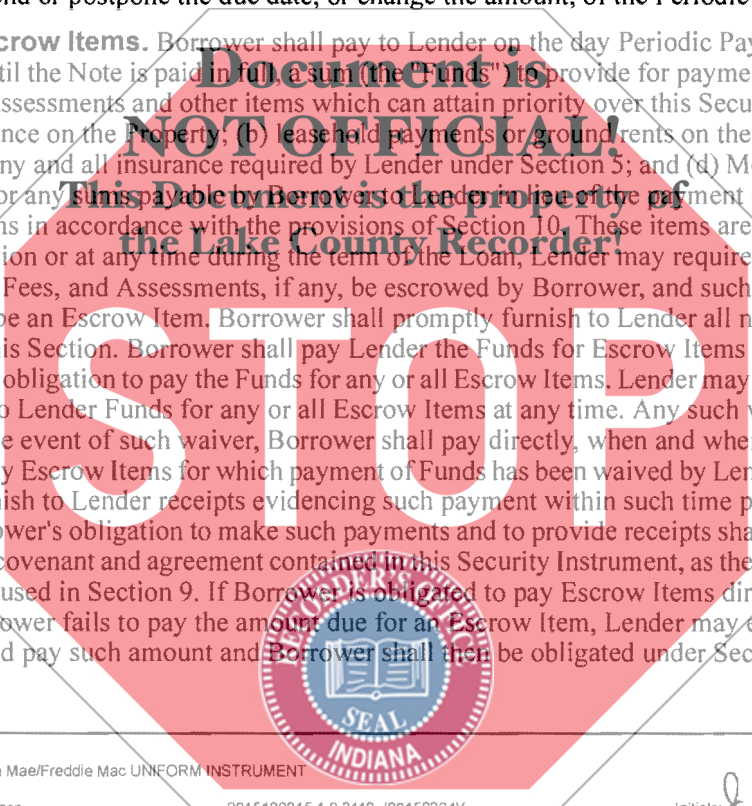 or postpone the due date, or change the amount, of the Periodic
crow Items. Borrower shall pay to Lender on the day Periodic Pay
til the Note is paid in full, a sum (the "Funds") to provide for payme
assessments and other items which can attain priority over this Secu
nce on the Property; (b) leasehold payments or ground rents on the
ny and all insurance required by Lender under Section 5; and (d) Mo
or any sums payable by Borrower to Lender in lieu of the payment
ns in accordance with the provisions of Section 10. These items are
ion or at any time during the term of the Loan, Lender may require
Fees, and Assessments, if any, be escrowed by Borrower, and such
be an Escrow Item. Borrower shall promptly furnish to Lender all n
is Section. Borrower shall pay Lender the Funds for Escrow Items
obligation to pay the Funds for any or all Escrow Items. Lender may
o Lender Funds for any or all Escrow Items at any time. Any such w
e event of such waiver, Borrower shall pay directly, when and whe
y Escrow Items for which payment of Funds has been waived by Len
ish to Lender receipts evidencing such payment within such time p
ower's obligation to make such payments and to provide receipts sha
covenant and agreement contained in this Security Instrument, as the
used in Section 9. If Borrower is obligated to pay Escrow Items dir
ower fails to pay the amount due for an Escrow Item, Lender may e
d pay such amount and Borrower shall then be obligated under Sec
Document is
NOT OFFICIAL!
This Document is the property of
the Lake County Recorder!
STOP
RECORDER'S OFFICE
SEAL
INDIANA
Mae/Freddie Mac UNIFORM INSTRUMENT